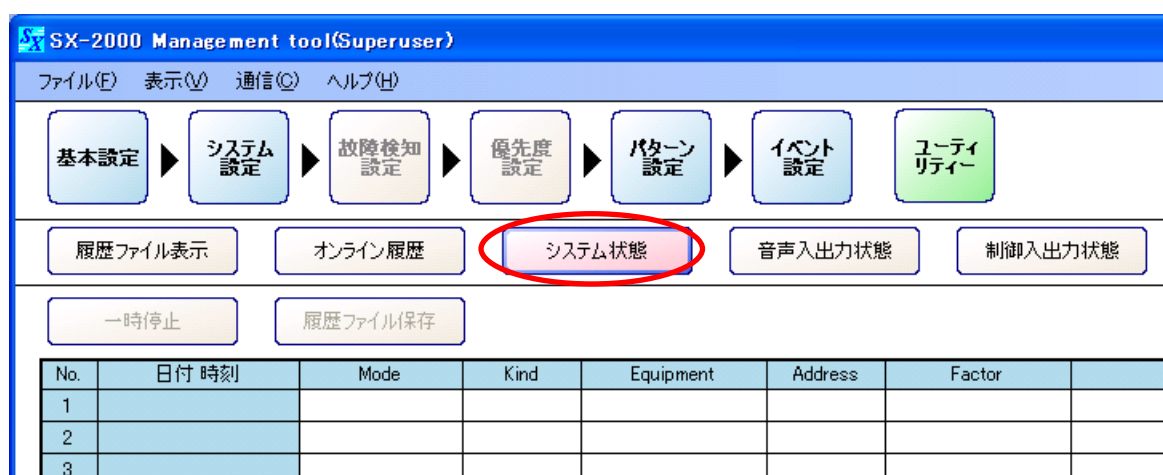 SX SX-2000 Management tool(Superuser)
ファイル(F) 表示(V) 通信(C) ヘルプ(H)
基本設定 システム設定 故障検知設定 優先度設定 パターン設定 イベント設定 ユーティリティー
履歴ファイル表示 オンライン履歴 システム状態 音声入出力状態 制御入出力状態
一時停止 履歴ファイル保存
No. 日付 時刻 Mode Kind Equipment Address Factor
1
2
3